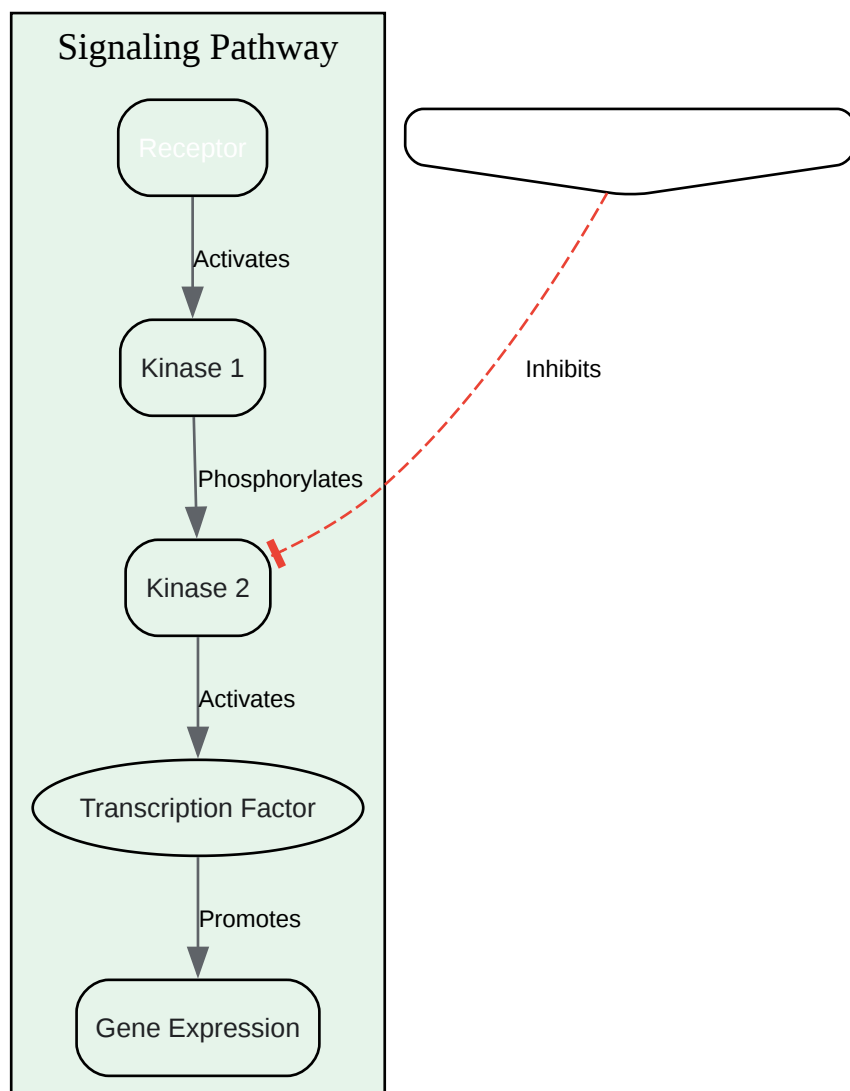 Signaling Pathway
Receptor
Activates
Kinase 1
Inhibits
Phosphorylates
Kinase 2
Activates
Transcription Factor
Promotes
Gene Expression